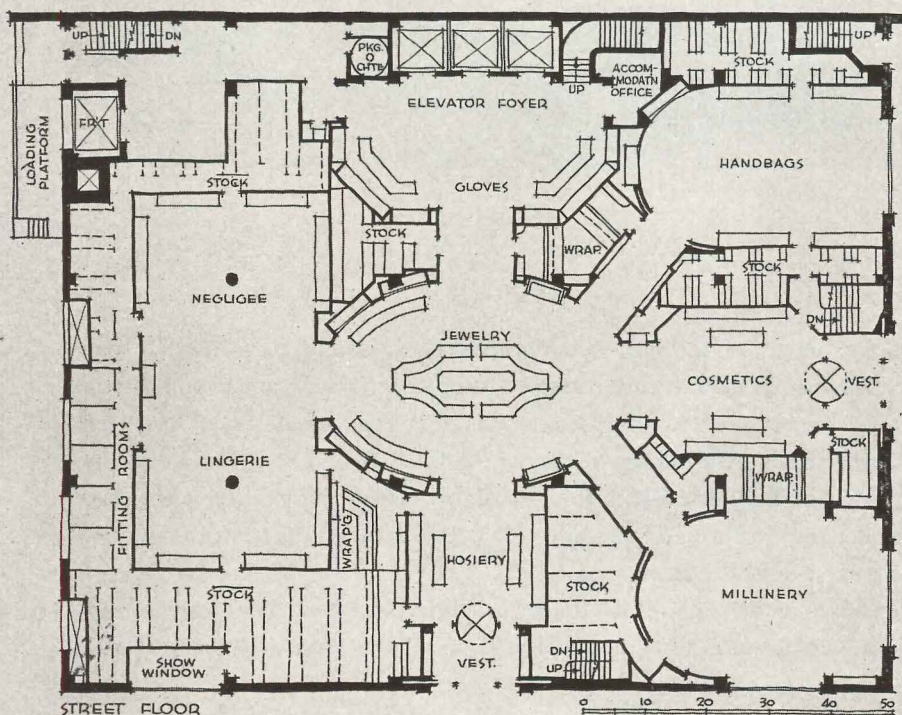 UP DN
PKG. CHTE
UP
ACCOM-
MODATN
OFFICE
STOCK
UP
ELEVATOR FOYER
FR'T
LOADING
PLATFORM
HANDBAGS
STOCK
GLOVES
STOCK
WRAP.
STOCK
NEGLIGEE
DN
JEWELRY
COSMETICS
VEST.
FITTING ROOMS
LINGERIE
STOCK
WRAP.
WRAP'G
HOSIERY
STOCK
STOCK
MILLINERY
SHOW
WINDOW
VEST.
DN
UP
STREET FLOOR
0 10 20 30 40 50